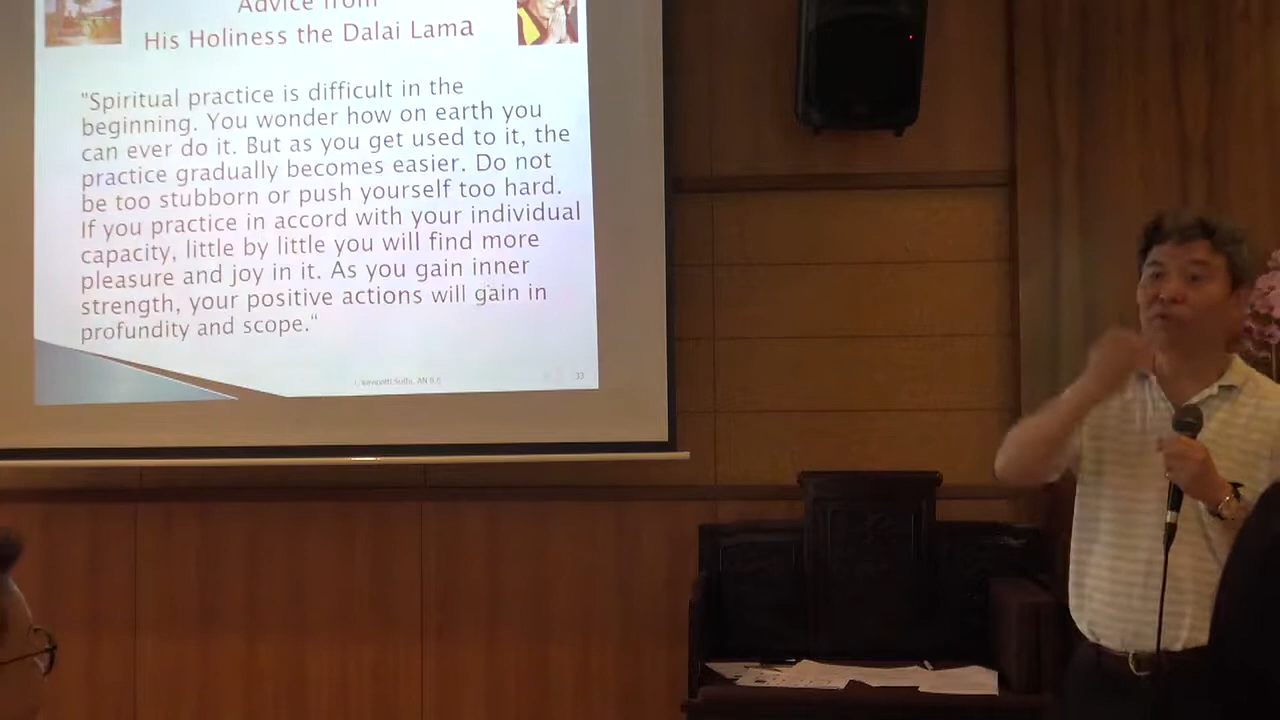 Advice from
His Holiness the Dalai Lama
"Spiritual practice is difficult in the
beginning. You wonder how on earth you
can ever do it. But as you get used to it, the
practice gradually becomes easier. Do not
be too stubborn or push yourself too hard.
If you practice in accord with your individual
capacity, little by little you will find more
pleasure and joy in it. As you gain inner
strength, your positive actions will gain in
profundity and scope.“
33